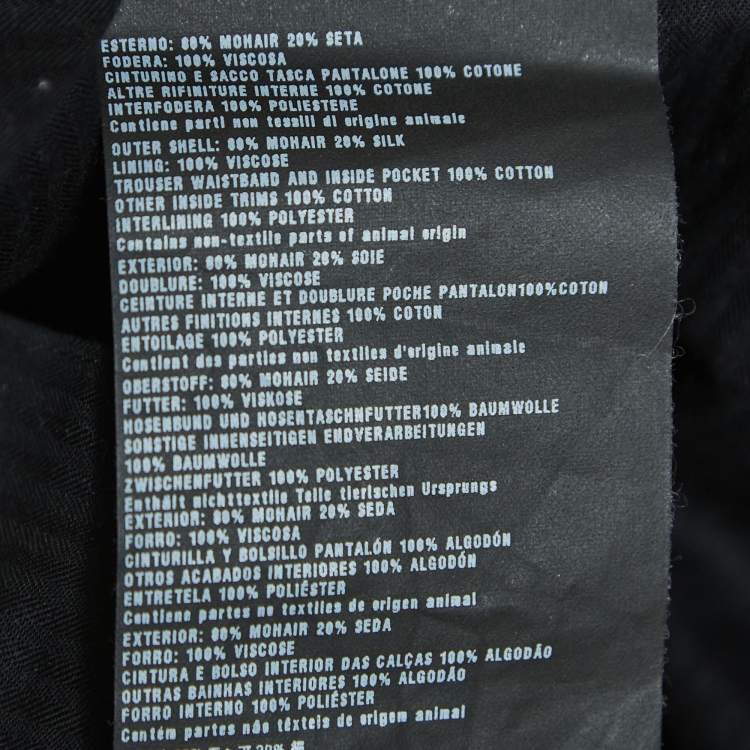 ESTERNO: 80% MOHAIR 20% SETA
FODERA: 100% VISCOSA
CINTURINO E SACCO TASCA PANTALONE 100% COTONE
ALTRE RIFINITURE INTERNE 100% COTONE
INTERFODERA 100% POLIESTERE
Contiene parti non tessili di origine animale
OUTER SHELL: 80% MOHAIR 20% SILK
LINING: 100% VISCOSE
TROUSER WAISTBAND AND INSIDE POCKET 100% COTTON
OTHER INSIDE TRIMS 100% COTTON
INTERLINING 100% POLYESTER
Contains non-textile parts of animal origin
EXTERIOR: 80% MOHAIR 20% SOIE
DOUBLURE: 100% VISCOSE
CEINTURE INTERNE ET DOUBLURE POCHE PANTALON100%COTON
AUTRES FINITIONS INTERNES 100% COTON
ENTOILAGE 100% POLYESTER
Contient des parties non textiles d'origine animale
OBERSTOFF: 80% MOHAIR 20% SEIDE
FUTTER: 100% VISKOSE
HOSENBUND UND HOSENTASCHNFUTTER100% BAUMWOLLE
SONSTIGE INNENSEITIGEN ENDVERARBEITUNGEN
100% BAUMWOLLE
ZWISCHENFUTTER 100% POLYESTER
Enthält nichttextile Teile tierischen Ursprungs
EXTERIOR: 80% MOHAIR 20% SEDA
FORRO: 100% VISCOSA
CINTURILLA Y BOLSILLO PANTALÓN 100% ALGODÓN
OTROS ACABADOS INTERIORES 100% ALGODÓN
ENTRETELA 100% POLIÉSTER
Contiene partes no textiles de origen animal
EXTERIOR: 80% MOHAIR 20% SEDA
FORRO: 100% VISCOSE
CINTURA E BOLSO INTERIOR DAS CALÇAS 100% ALGODÃO
OUTRAS BAINHAS INTERIORES 100% ALGODÃO
FORRO INTERNO 100% POLIÉSTER
Contém partes não têxteis de origem animal